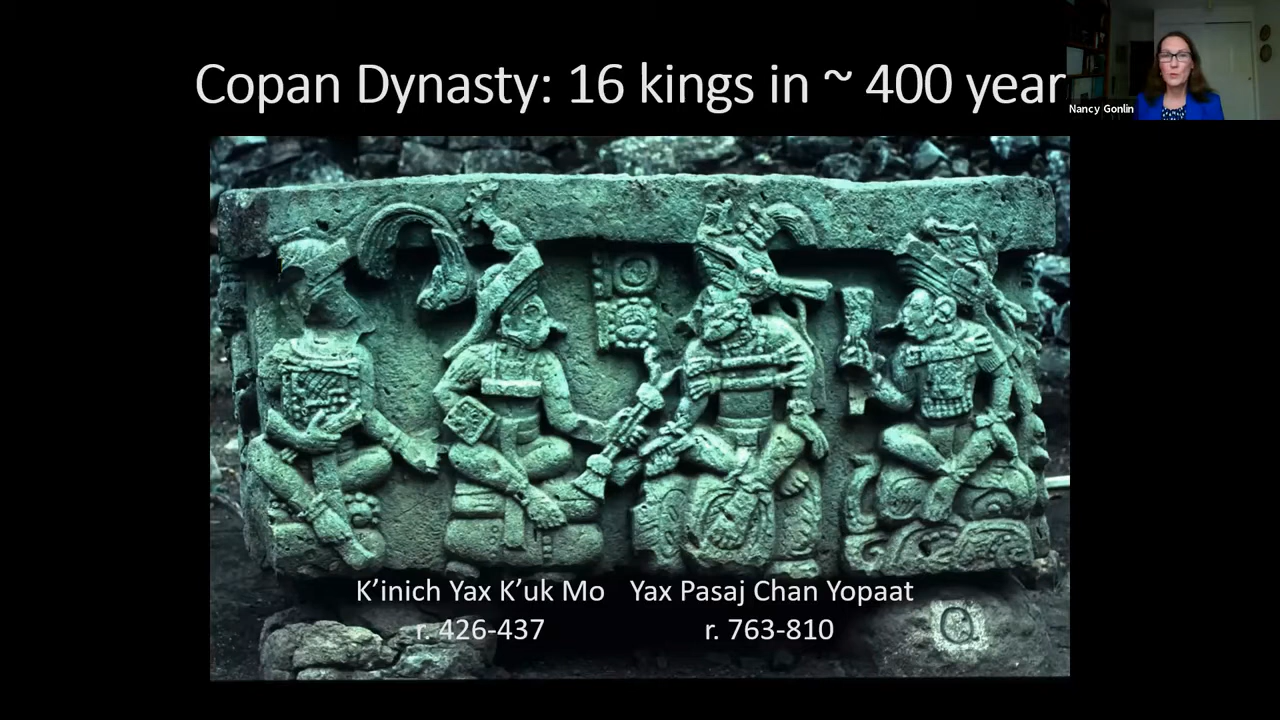 Copan Dynasty: 16 kings in ~ 400 year
Nancy Gonlin
K’inich Yax K’uk Mo Yax Pasaj Chan Yopaat
r. 426-437 r. 763-810
Q